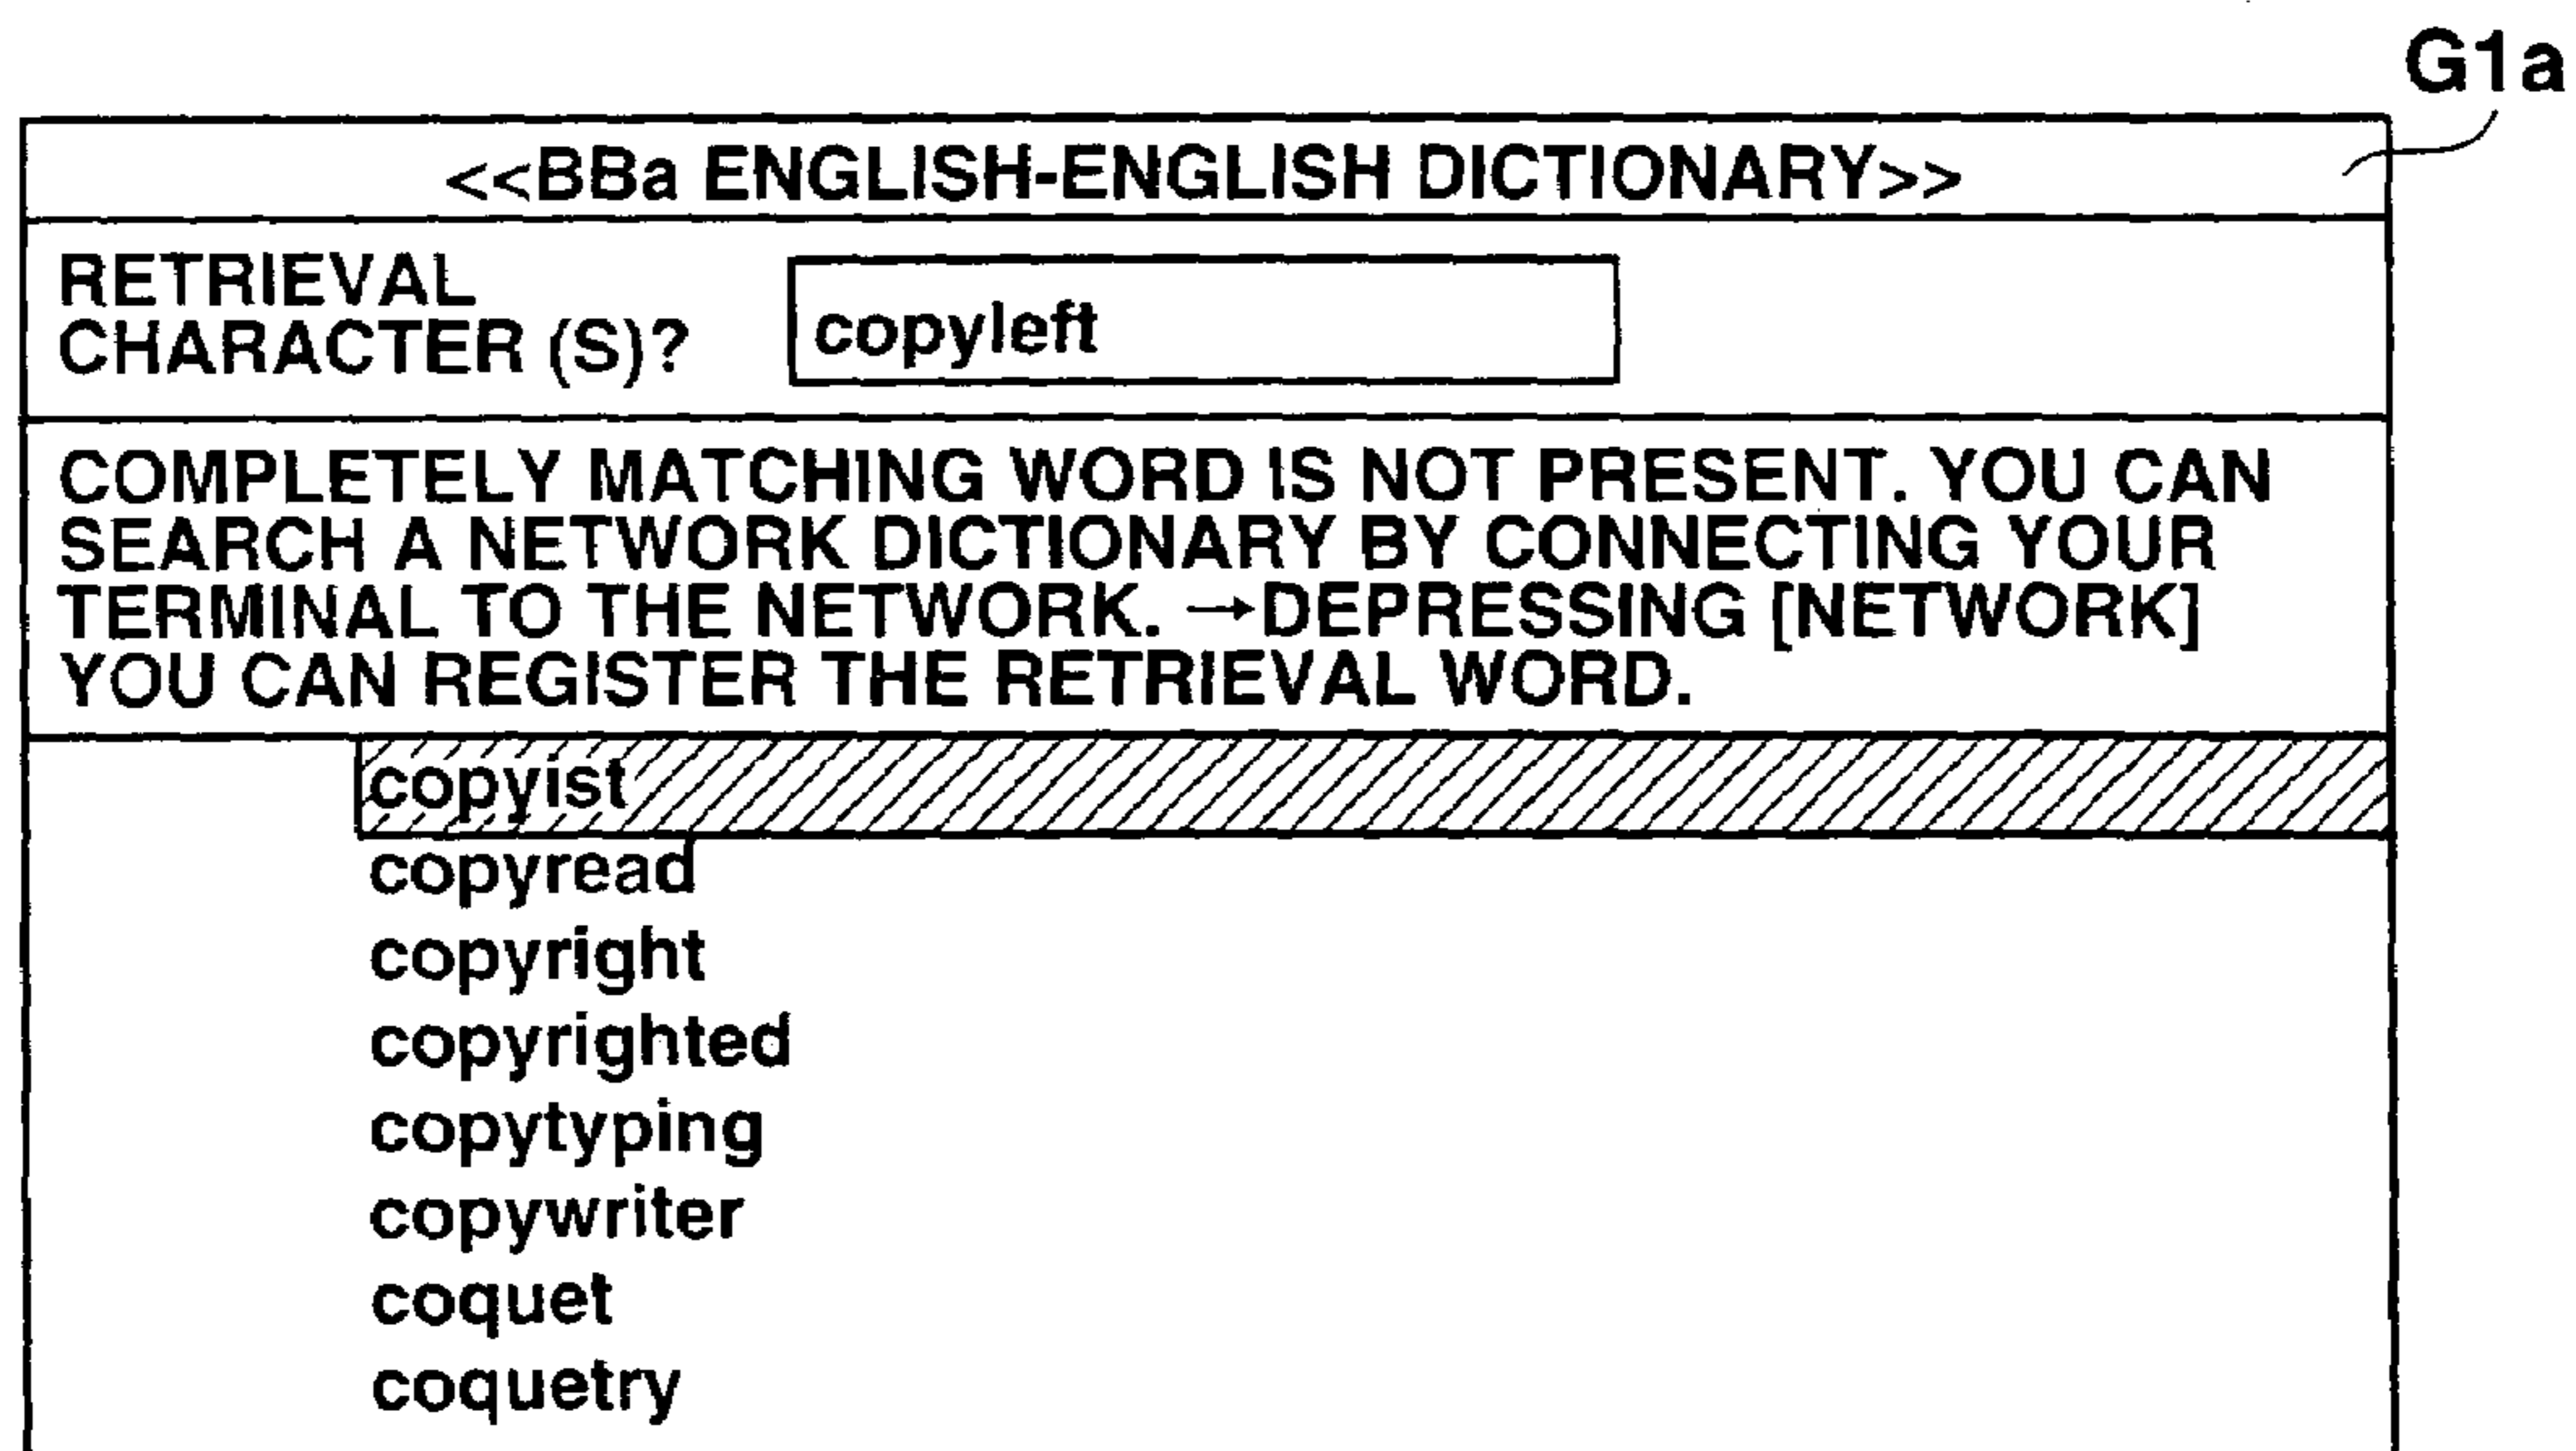 G1a
<<BBa ENGLISH-ENGLISH DICTIONARY>>
RETRIEVAL
CHARACTER (S)?
copyleft
COMPLETELY MATCHING WORD IS NOT PRESENT. YOU CAN
SEARCH A NETWORK DICTIONARY BY CONNECTING YOUR
TERMINAL TO THE NETWORK. →DEPRESSING [NETWORK]
YOU CAN REGISTER THE RETRIEVAL WORD.
copyist
copyread
copyright
copyrighted
copytyping
copywriter
coquet
coquetry